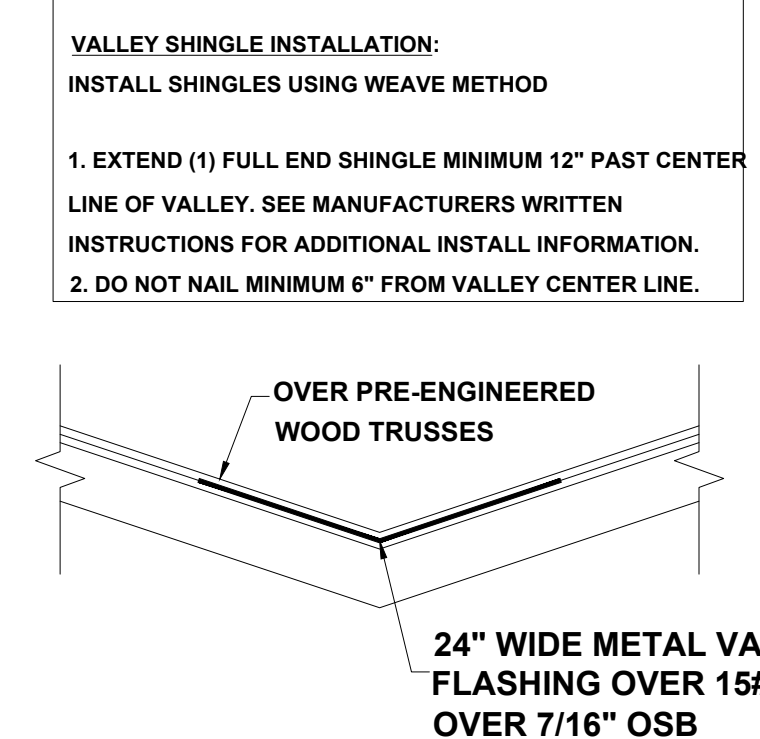 VALLEY SHINGLE INSTALLATION:
INSTALL SHINGLES USING WEAVE METHOD
1. EXTEND (1) FULL END SHINGLE MINIMUM 12" PAST CENTER
LINE OF VALLEY. SEE MANUFACTURERS WRITTEN
INSTRUCTIONS FOR ADDITIONAL INSTALL INFORMATION.
2. DO NOT NAIL MINIMUM 6" FROM VALLEY CENTER LINE.
OVER PRE-ENGINEERED
WOOD TRUSSES
24" WIDE METAL
FLASHING OVER 15#
OVER 7/16" OSB